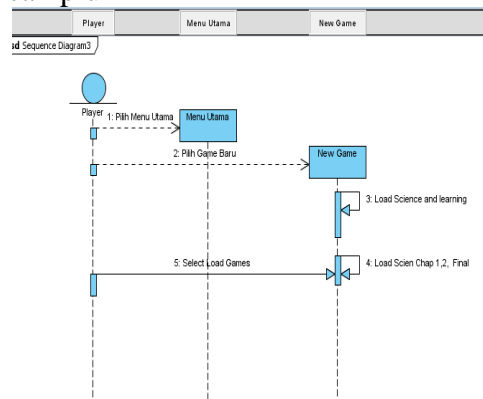 Player Menu Utama New Game
sd Sequence Diagram3
Player
1: Pilih Menu Utama
Menu Utama
2: Pilih Game Baru
New Game
3: Load Science and learning
5: Select Load Games
4: Load Scien Chap 1,2, Final